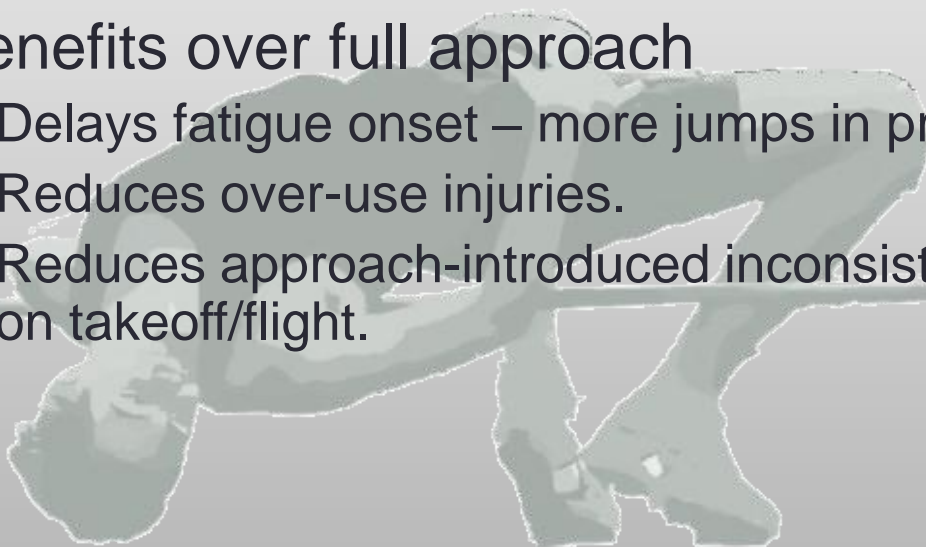 enefits over full approach
Delays fatigue onset – more jumps in pr
Reduces over-use injuries.
Reduces approach-introduced inconsist
on takeoff/flight.